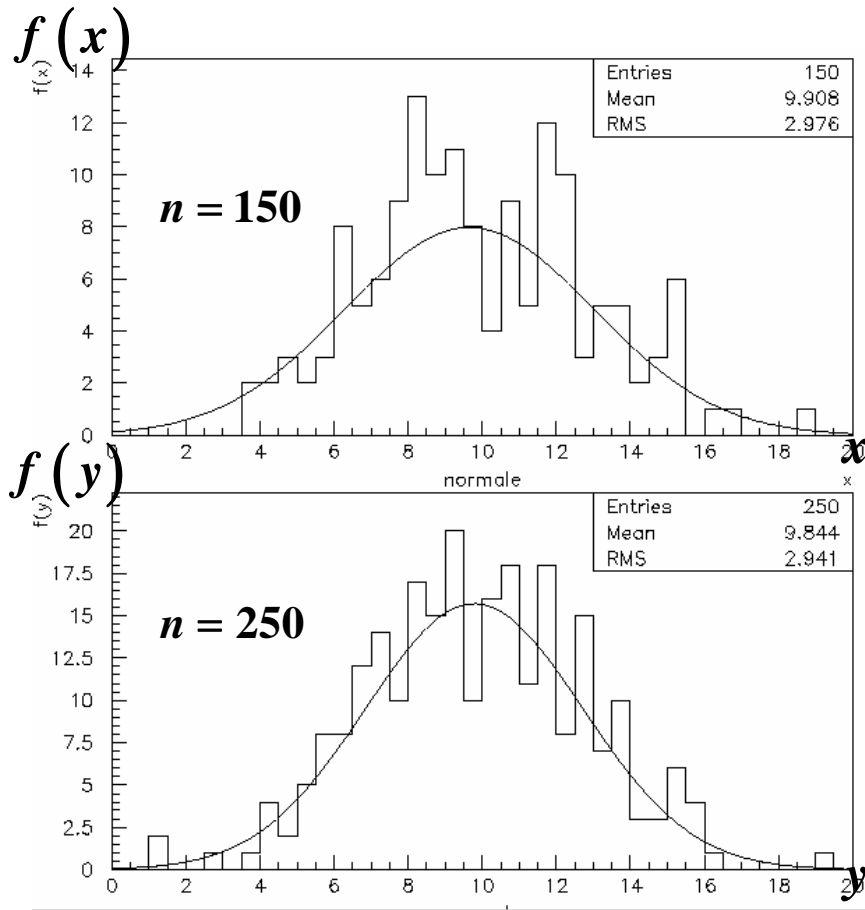 f(x)
f(x)
14
12
10
8
6
4
2
0
Entries 150
Mean 9.908
RMS 2.976
n = 150
0 2 4 6 8 10 12 14 16 18 20
x
normale
x
f(y)
f(y)
20
17.5
15
12.5
10
7.5
5
2.5
0
Entries 250
Mean 9.844
RMS 2.941
n = 250
0 2 4 6 8 10 12 14 16 18 20
y